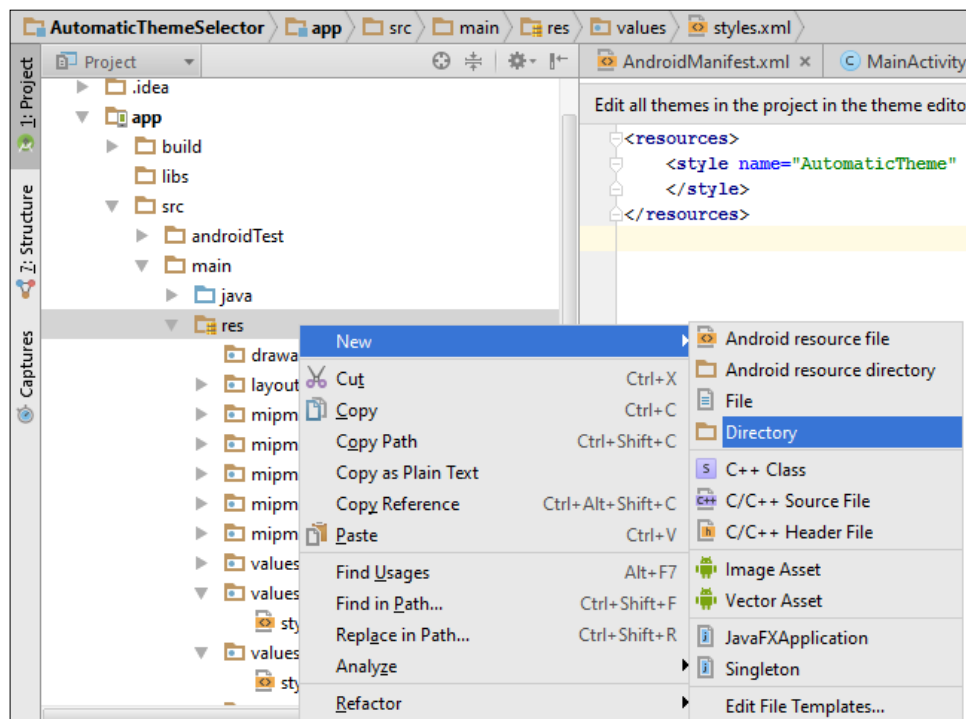 AutomaticThemeSelector app src main res values styles.xml
1: Project
Project
AndroidManifest.xml MainActivity
.idea
Edit all themes in the project in the theme edito
app
build
libs
src
androidTest
main
java
res
<resources>
<style name="AutomaticTheme"
</style>
</resources>
7: Structure
Captures
drawa
layout
mipm
mipm
mipm
mipm
values
values
sty
values
sty
New
Cut Ctrl+X
Copy Ctrl+C
Copy Path Ctrl+Shift+C
Copy as Plain Text
Copy Reference Ctrl+Alt+Shift+C
Paste Ctrl+V
Find Usages Alt+F7
Find in Path... Ctrl+Shift+F
Replace in Path... Ctrl+Shift+R
Analyze
Refactor
Android resource file
Android resource directory
File
Directory
C++ Class
C/C++ Source File
C/C++ Header File
Image Asset
Vector Asset
JavaFXApplication
Singleton
Edit File Templates...